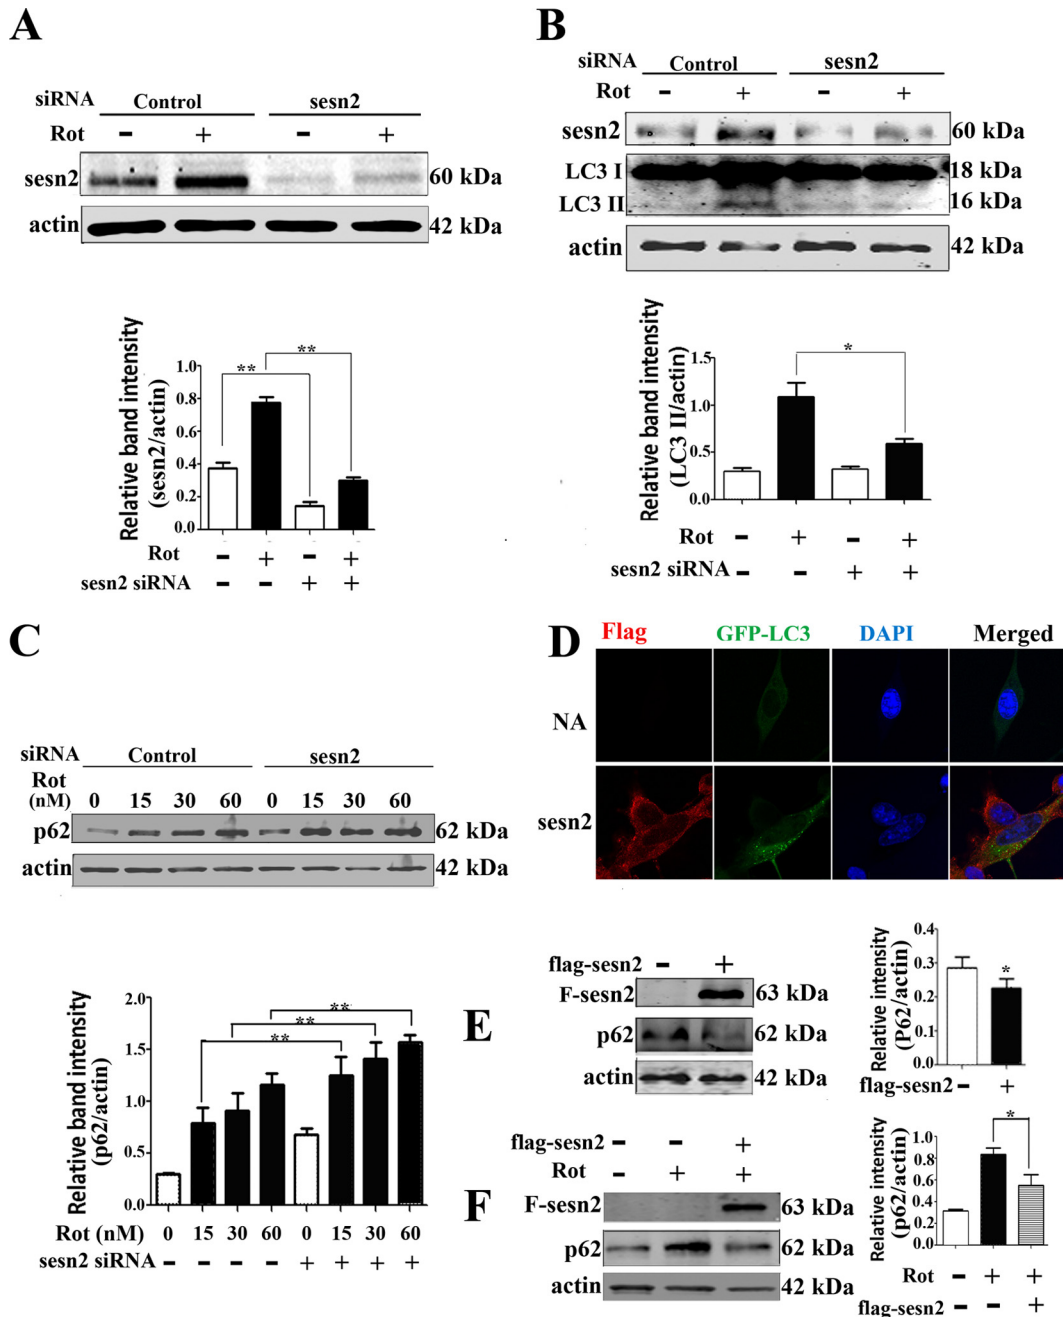 A
siRNA Control sesn2
Rot - + - +
sesn2 60 kDa
actin 42 kDa
Relative band intensity
(sesn2/actin)
1.0
0.8
0.4
0.2
0.0
** **
Rot - + - +
sesn2 siRNA - - + +
B
siRNA Control sesn2
Rot - + - +
sesn2 60 kDa
LC3 I 18 kDa
LC3 II 16 kDa
actin 42 kDa
Relative band intensity
(LC3 II/actin)
1.5
1.0
0.5
0.0
*
Rot - + - +
sesn2 siRNA - - + +
C
siRNA Control sesn2
Rot
(nM) 0 15 30 60 0 15 30 60
p62 62 kDa
actin 42 kDa
Relative band intensity
(p62/actin)
2.0
1.5
1.0
0.5
0.0
**
**
**
Rot (nM) 0 15 30 60 0 15 30 60
sesn2 siRNA - - - - + + + +
D
Flag GFP-LC3 DAPI Merged
NA
sesn2
E
flag-sesn2 - +
F-sesn2 63 kDa
p62 62 kDa
actin 42 kDa
Relative intensity
(P62/actin)
0.4
0.3
0.2
0.1
0.0
*
flag-sesn2 - +
F
flag-sesn2 - - +
Rot - + +
F-sesn2 63 kDa
p62 62 kDa
actin 42 kDa
Relative intensity
(p62/actin)
1.0
0.8
0.6
0.4
0.2
0.0
*
Rot - + +
flag-sesn2 - +